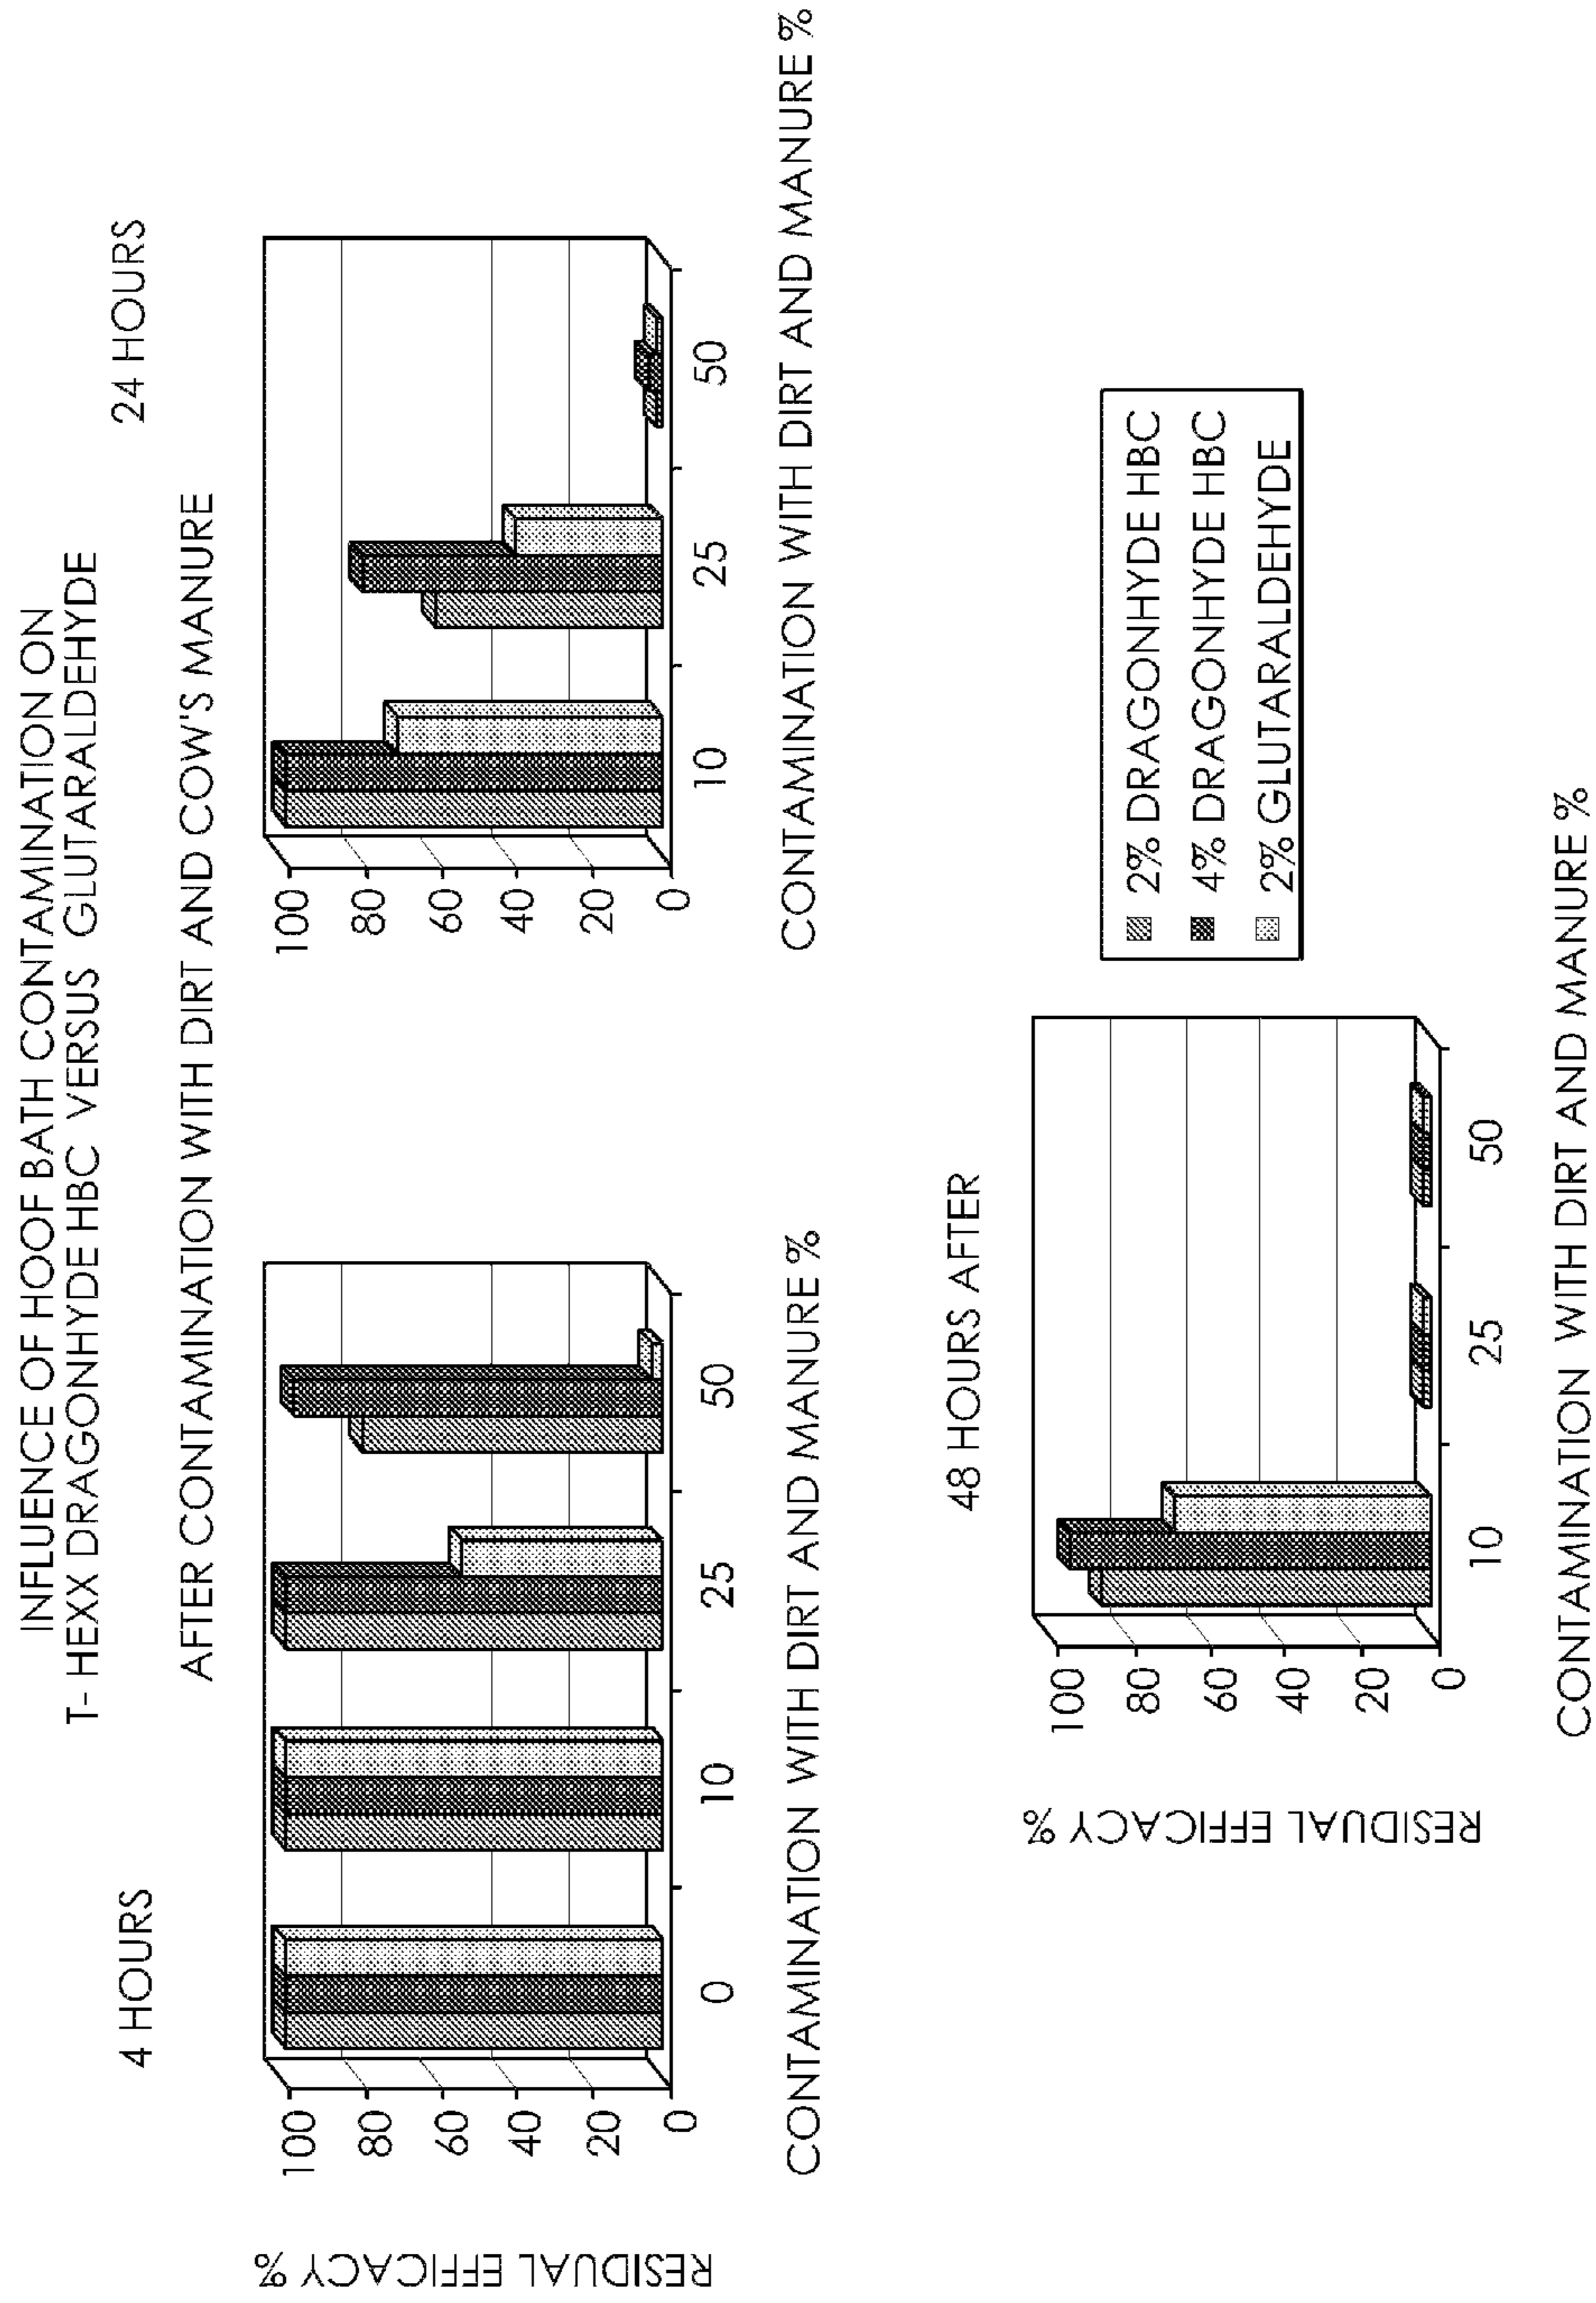 INFLUENCE OF HOOF BATH CONTAMINATION ON
T- HEXX DRAGONHYDE HBC VERSUS GLUTARALDEHYDE
4 HOURS
24 HOURS
AFTER CONTAMINATION WITH DIRT AND COW'S MANURE
RESIDUAL EFFICACY %
100
80
60
40
20
0
0
10
25
50
CONTAMINATION WITH DIRT AND MANURE %
100
80
60
40
20
0
10
25
50
CONTAMINATION WITH DIRT AND MANURE %
48 HOURS AFTER
RESIDUAL EFFICACY %
100
80
60
40
20
0
10
25
50
CONTAMINATION WITH DIRT AND MANURE %
2% DRAGONHYDE HBC
4% DRAGONHYDE HBC
2% GLUTARALDEHYDE